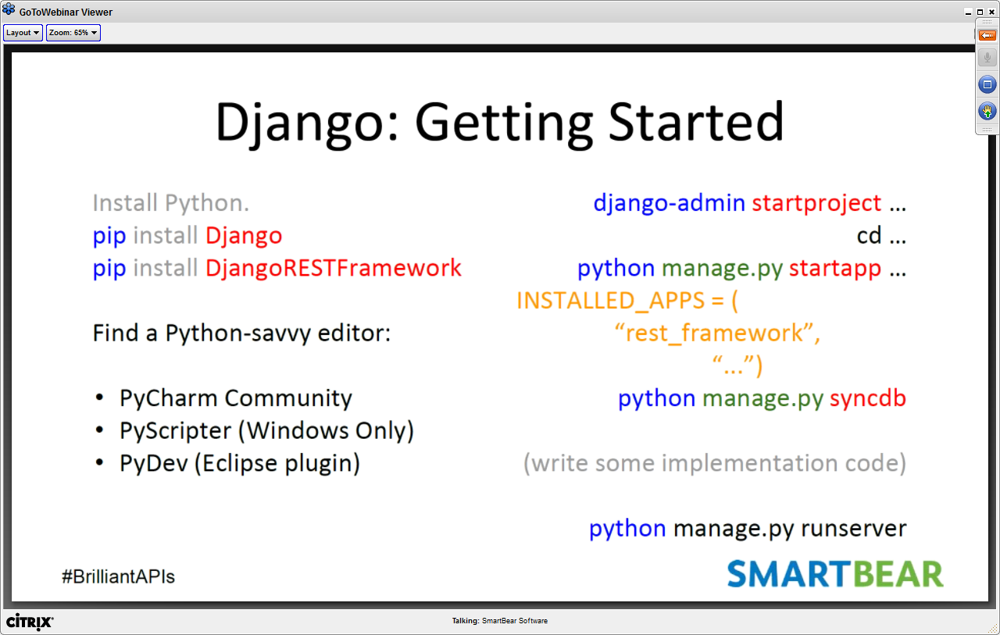 GoToWebinar Viewer
Layout
Zoom: 65%
Django: Getting Started
Install Python.
pip install Django
pip install DjangoRESTFramework
Find a Python-savvy editor:
• PyCharm Community
• PyScripter (Windows Only)
• PyDev (Eclipse plugin)
django-admin startproject ...
cd ...
python manage.py startapp ...
INSTALLED_APPS = (
“rest_framework”,
“...”)
python manage.py syncdb
(write some implementation code)
python manage.py runserver
#BrilliantAPIs
SMARTBEAR
CITRIX
Talking: SmartBear Software